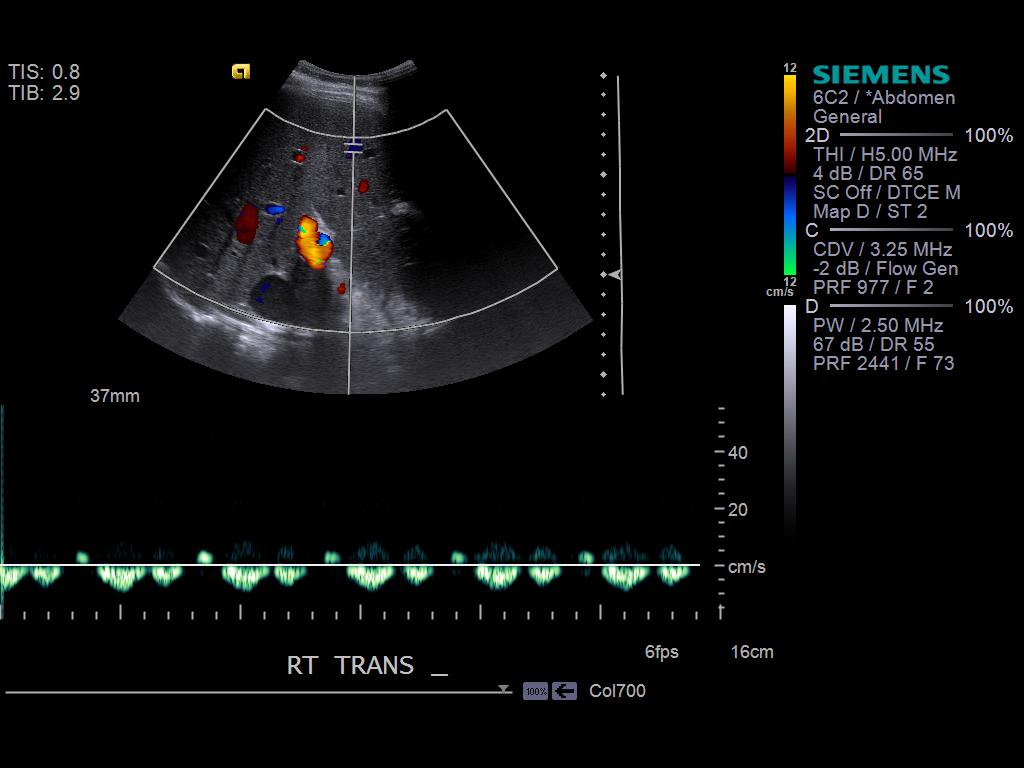 TIS: 0.8
TIB: 2.9
12
12
cm/s
SIEMENS
6C2 / *Abdomen
General
2D 100%
THI / H5.00 MHz
4 dB / DR 65
SC Off / DTCE M
Map D / ST 2
C 100%
CDV / 3.25 MHz
-2 dB / Flow Gen
PRF 977 / F 2
D 100%
PW / 2.50 MHz
67 dB / DR 55
PRF 2441 / F 73
37mm
40
20
cm/s
6fps 16cm
RT TRANS _
100% Col700